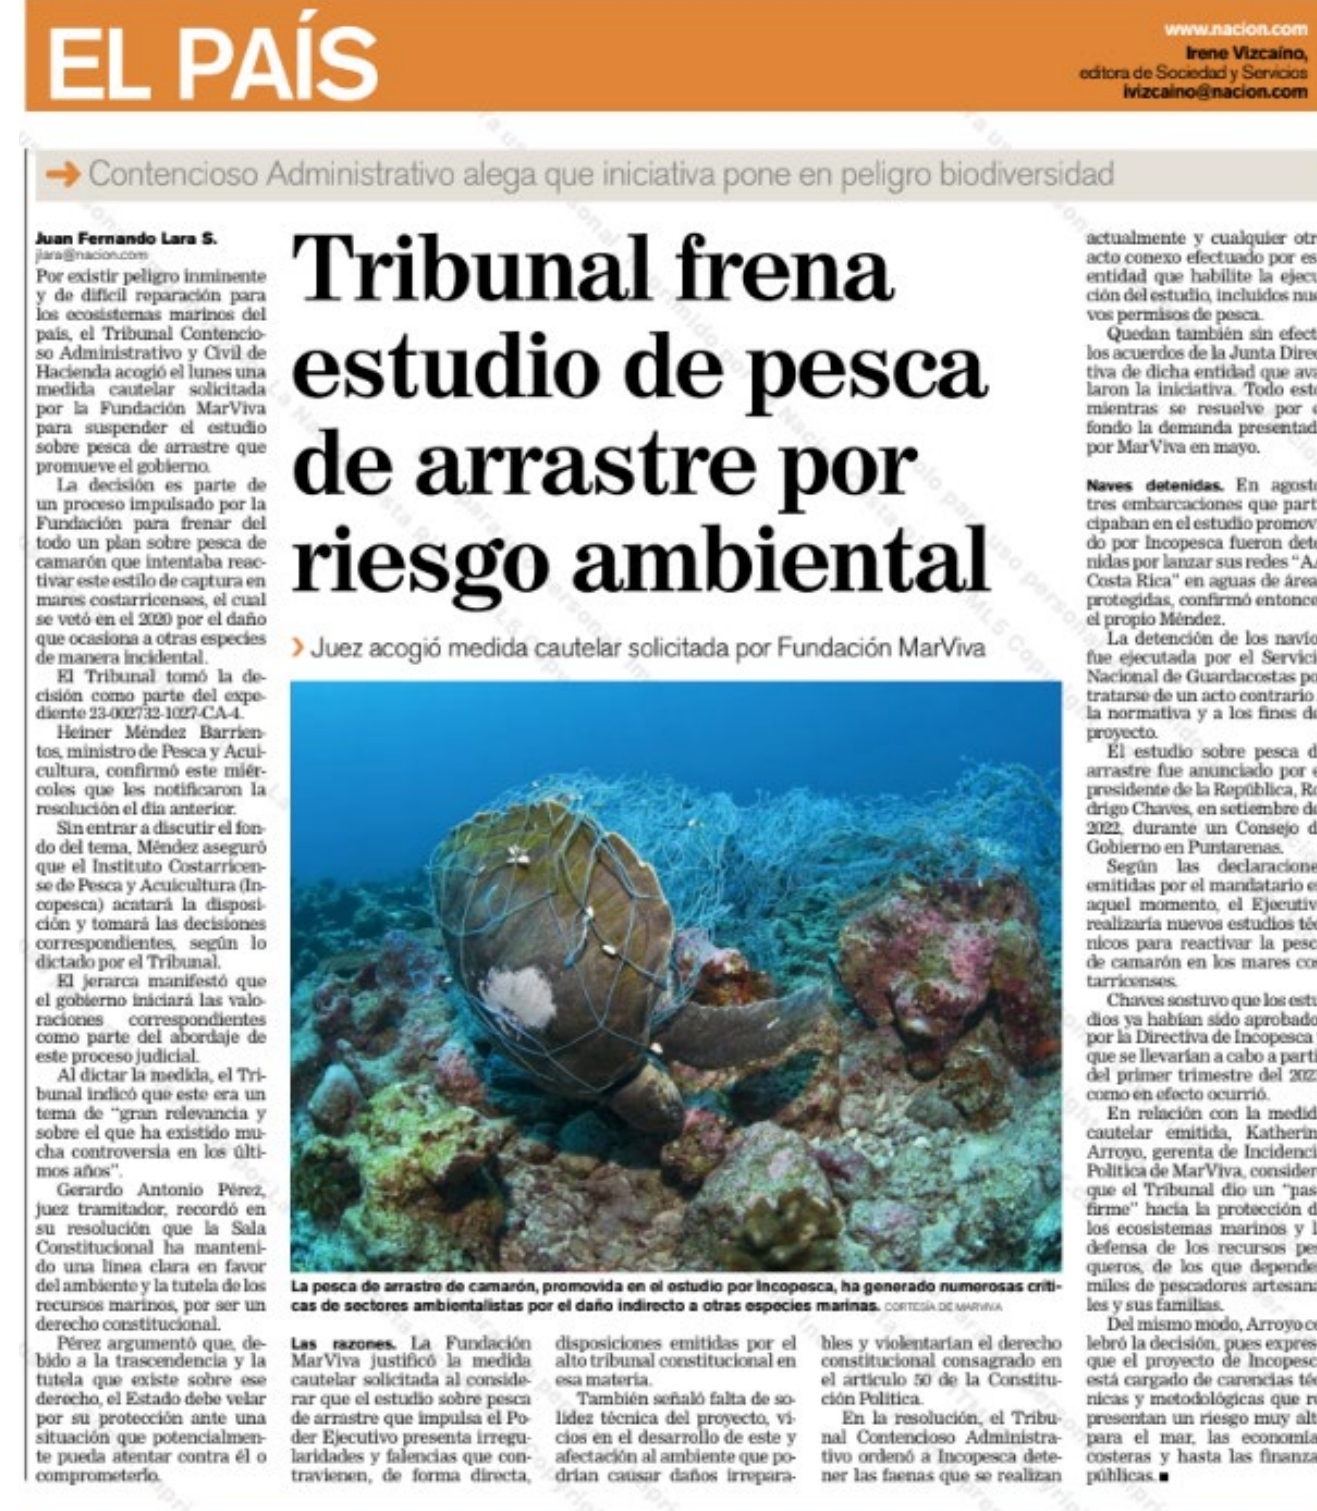 EL PAÍS
www.nacion.com
Irene Vizcaíno,
editora de Sociedad y Servicios
ivizcaino@nacion.com
Contencioso Administrativo alega que iniciativa pone en peligro biodiversidad
Tribunal frena
estudio de pesca
de arrastre por
riesgo ambiental
Juez acogió medida cautelar solicitada por Fundación MarViva
Juan Fernando Lara S.
jlara@nacion.com
Por existir peligro inminente
y de difícil reparación para
los ecosistemas marinos del
país, el Tribunal Contencio-
so Administrativo y Civil de
Hacienda acogió el lunes una
medida cautelar solicitada
por la Fundación MarViva
para suspender el estudio
sobre pesca de arrastre que
promueve el gobierno.
La decisión es parte de
un proceso impulsado por la
Fundación para frenar del
todo un plan sobre pesca de
camarón que intentaba reac-
tivar este estilo de captura en
mares costarricenses, el cual
se vetó en el 2020 por el daño
que ocasiona a otras especies
de manera incidental.
El Tribunal tomó la de-
cisión como parte del expe-
diente 23-002732-1027-CA-4.
Heiner Méndez Barrien-
tos, ministro de Pesca y Acui-
cultura, confirmó este miér-
coles que les notificaron la
resolución el día anterior.
Sin entrar a discutir el fon-
do del tema, Méndez aseguró
que el Instituto Costarricen-
se de Pesca y Acuicultura (In-
copesca) acatará la disposi-
ción y tomará las decisiones
correspondientes, según lo
dictado por el Tribunal.
El jerarca manifestó que
el gobierno iniciará las valo-
raciones correspondientes
como parte del abordaje de
este proceso judicial.
Al dictar la medida, el Tri-
bunal indicó que este era un
tema de “gran relevancia y
sobre el que ha existido mu-
cha controversia en los últi-
mos años”.
Gerardo Antonio Pérez,
juez tramitador, recordó en
su resolución que la Sala
Constitucional ha manteni-
do una línea clara en favor
del ambiente y la tutela de los
recursos marinos, por ser un
derecho constitucional.
Pérez argumentó que, de-
bido a la trascendencia y la
tutela que existe sobre ese
derecho, el Estado debe velar
por su protección ante una
situación que potencialmen-
te pueda atentar contra él o
comprometerlo.
La pesca de arrastre de camarón, promovida en el estudio por Incopesca, ha generado numerosas críti-
cas de sectores ambientalistas por el daño indirecto a otras especies marinas. CORTESÍA DE MARVIVA
Las razones. La Fundación
MarViva justificó la medida
cautelar solicitada al conside-
rar que el estudio sobre pesca
de arrastre que impulsa el Po-
der Ejecutivo presenta irregu-
laridades y falencias que con-
travienen, de forma directa,
disposiciones emitidas por el
alto tribunal constitucional en
esa materia.
También señaló falta de so-
lidez técnica del proyecto, vi-
cios en el desarrollo de este y
afectación al ambiente que po-
drían causar daños irrepara-
bles y violentarían el derecho
constitucional consagrado en
el artículo 50 de la Constitu-
ción Política.
En la resolución, el Tribu-
nal Contencioso Administra-
tivo ordenó a Incopesca dete-
ner las faenas que se realizan
actualmente y cualquier otr
acto conexo efectuado por es
entidad que habilite la ejecu
ción del estudio, incluidos nue
vos permisos de pesca.
Quedan también sin efect
los acuerdos de la Junta Direc
tiva de dicha entidad que ava
laron la iniciativa. Todo esto
mientras se resuelve por e
fondo la demanda presentad
por MarViva en mayo.
Naves detenidas. En agosto
tres embarcaciones que part
cipaban en el estudio promov
do por Incopesca fueron dete
nidas por lanzar sus redes “AA
Costa Rica” en aguas de área
protegidas, confirmó entonce
el propio Méndez.
La detención de los navío
fue ejecutada por el Servici
Nacional de Guardacostas po
tratarse de un acto contrario
la normativa y a los fines de
proyecto.
El estudio sobre pesca d
arrastre fue anunciado por e
presidente de la República, Ro
drigo Chaves, en setiembre de
2022, durante un Consejo d
Gobierno en Puntarenas.
Según las declaracione
emitidas por el mandatario e
aquel momento, el Ejecutiv
realizaría nuevos estudios téc
nicos para reactivar la pesc
de camarón en los mares cos
tarricenses.
Chaves sostuvo que los estu
dios ya habían sido aprobado
por la Directiva de Incopesca
que se llevarían a cabo a parti
del primer trimestre del 202
como en efecto ocurrió.
En relación con la medid
cautelar emitida, Katherin
Arroyo, gerenta de Incidenci
Política de MarViva, consider
que el Tribunal dio un “pas
firme” hacia la protección d
los ecosistemas marinos y l
defensa de los recursos pes
queros, de los que depende
miles de pescadores artesana
les y sus familias.
Del mismo modo, Arroyo ce
lebró la decisión, pues expres
que el proyecto de Incopesc
está cargado de carencias téc
nicas y metodológicas que re
presentan un riesgo muy alt
para el mar, las economía
costeras y hasta las finanza
públicas.